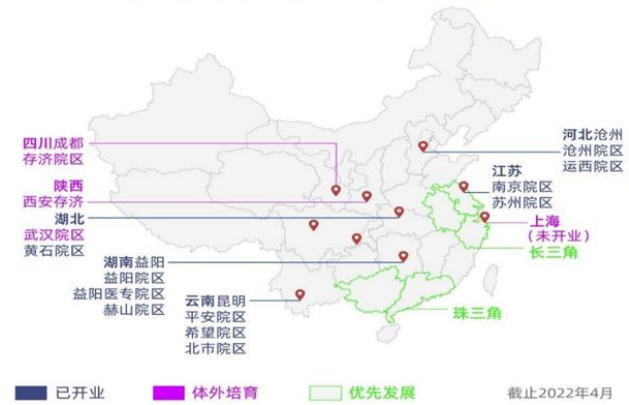 四川成都
存济院区
陕西
西安存济
湖北
武汉院区
黄石院区
湖南益阳
益阳院区
益阳医专院区
赫山院区
云南昆明
平安院区
希望院区
北市院区
河北沧州
沧州院区
运西院区
江苏
南京院区
苏州院区
上海
(未开业)
长三角
珠三角
已开业
体外培育
优先发展
截止2022年4月